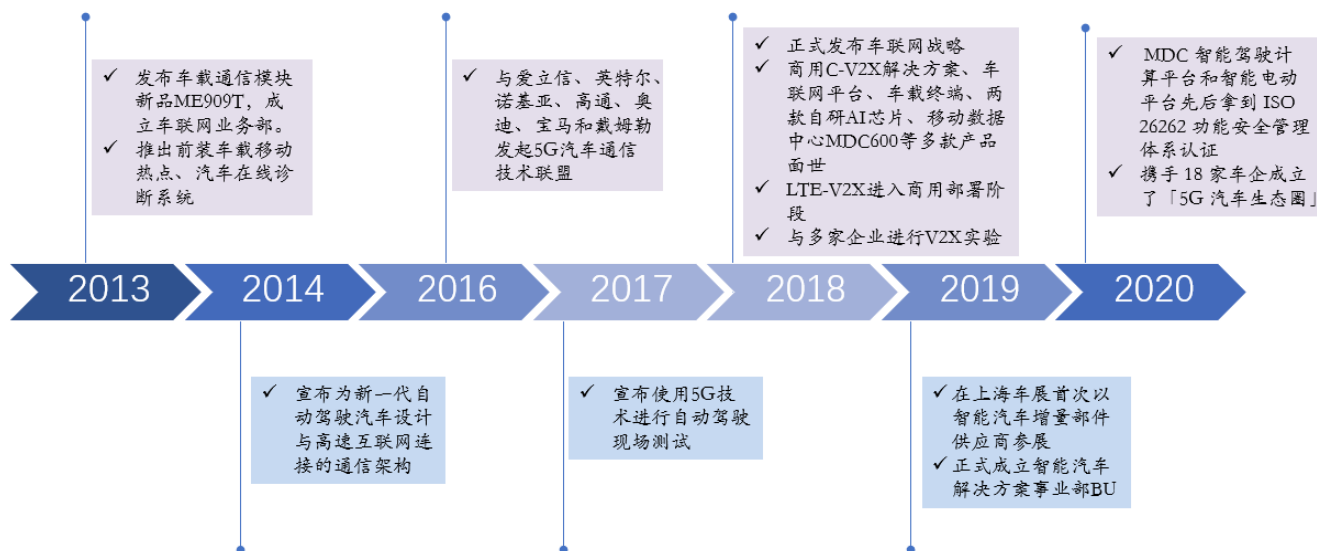 ✓ 发布车载通信模块
新品ME909T，成
立车联网业务部。
✓ 推出前装车载移动
热点、汽车在线诊
断系统
✓ 与爱立信、英特尔、
诺基亚、高通、奥
迪、宝马和戴姆勒
发起5G汽车通信
技术联盟
✓ 正式发布车联网战略
✓ 商用C-V2X解决方案、车
联网平台、车载终端、两
款自研AI芯片、移动数据
中心MDC600等多款产品
面世
✓ LTE-V2X进入商用部署阶
段
✓ 与多家企业进行V2X实验
✓ MDC 智能驾驶计
算平台和智能电动
平台先后拿到 ISO
26262 功能安全管理
体系认证
✓ 携手 18 家车企成立
了「5G 汽车生态圈」
2013
2014
2016
2017
2018
2019
2020
✓ 宣布为新一代自
动驾驶汽车设计
与高速互联网连
接的通信架构
✓ 宣布使用5G技
术进行自动驾驶
现场测试
✓ 在上海车展首次以
智能汽车增量部件
供应商参展
✓ 正式成立智能汽车
解决方案事业部BU